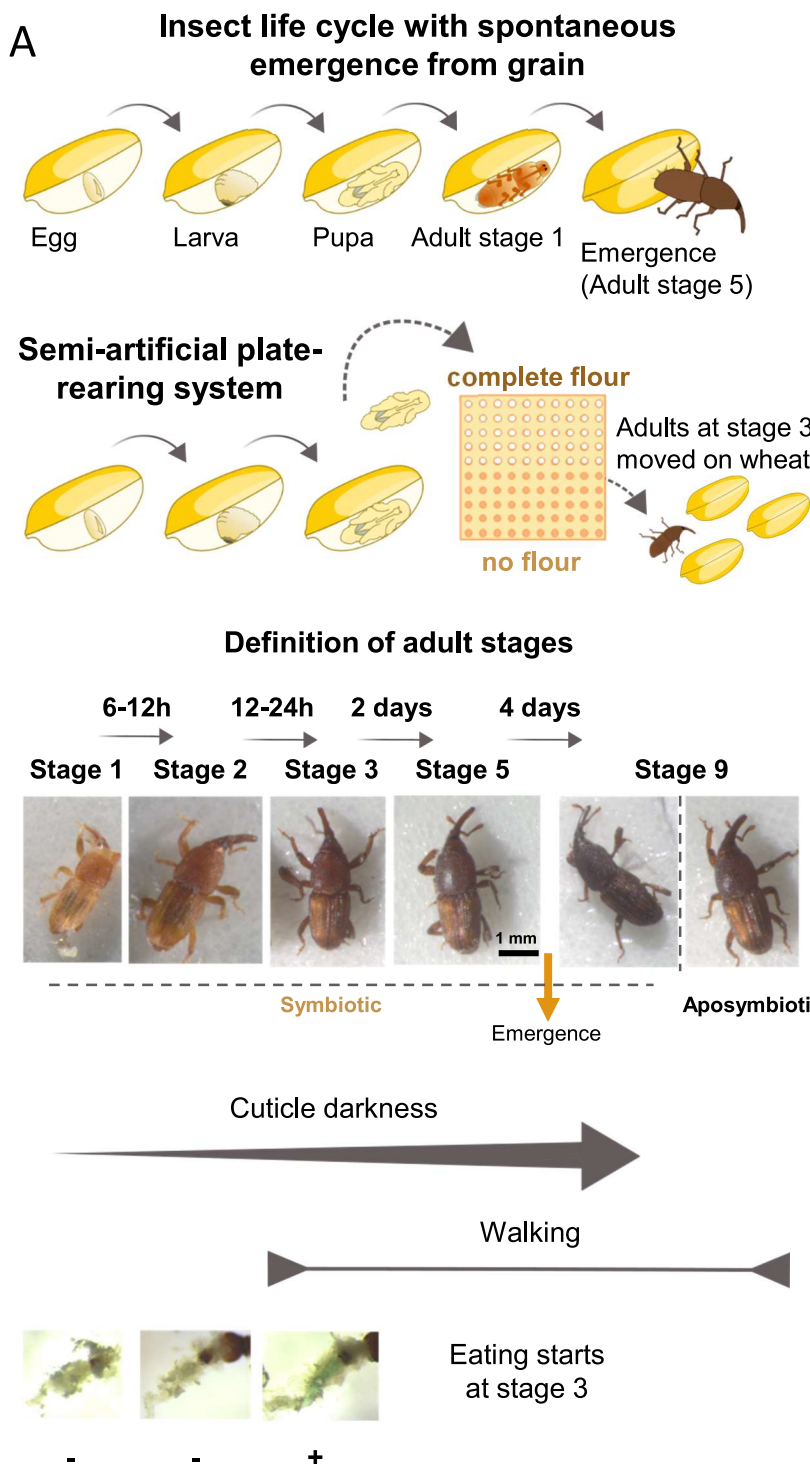 A
Insect life cycle with spontaneous
emergence from grain
Egg
Larva
Pupa
Adult stage 1
Emergence
(Adult stage 5)
Semi-artificial plate-
rearing system
complete flour
no flour
Adults at stage 3
moved on wheat
Definition of adult stages
6-12h
12-24h
2 days
4 days
Stage 1
Stage 2
Stage 3
Stage 5
Stage 9
1 mm
Symbiotic
Aposymbioti
Emergence
Cuticle darkness
Walking
Eating starts
at stage 3
- - +